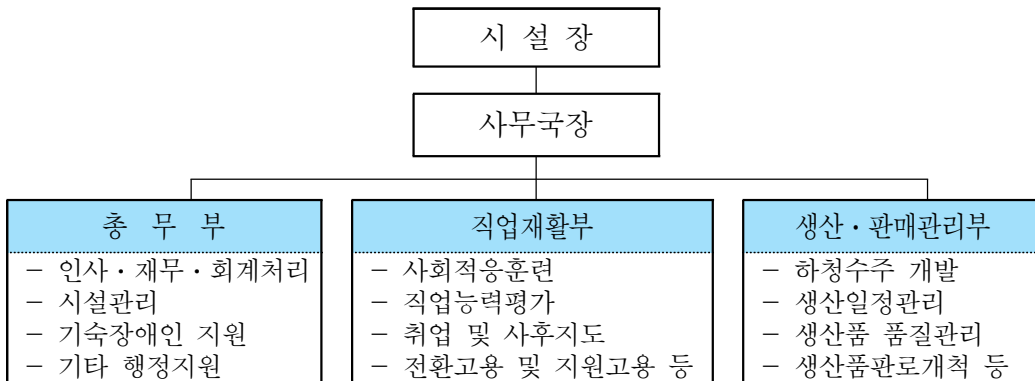 시 설 장
사무국장
총 무 부
- 인사·재무·회계처리
- 시설관리
- 기숙장애인 지원
- 기타 행정지원
직업재활부
- 사회적응훈련
- 직업능력평가
- 취업 및 사후지도
- 전환고용 및 지원고용 등
생산·판매관리부
- 하청수주 개발
- 생산일정관리
- 생산품 품질관리
- 생산품판로개척 등